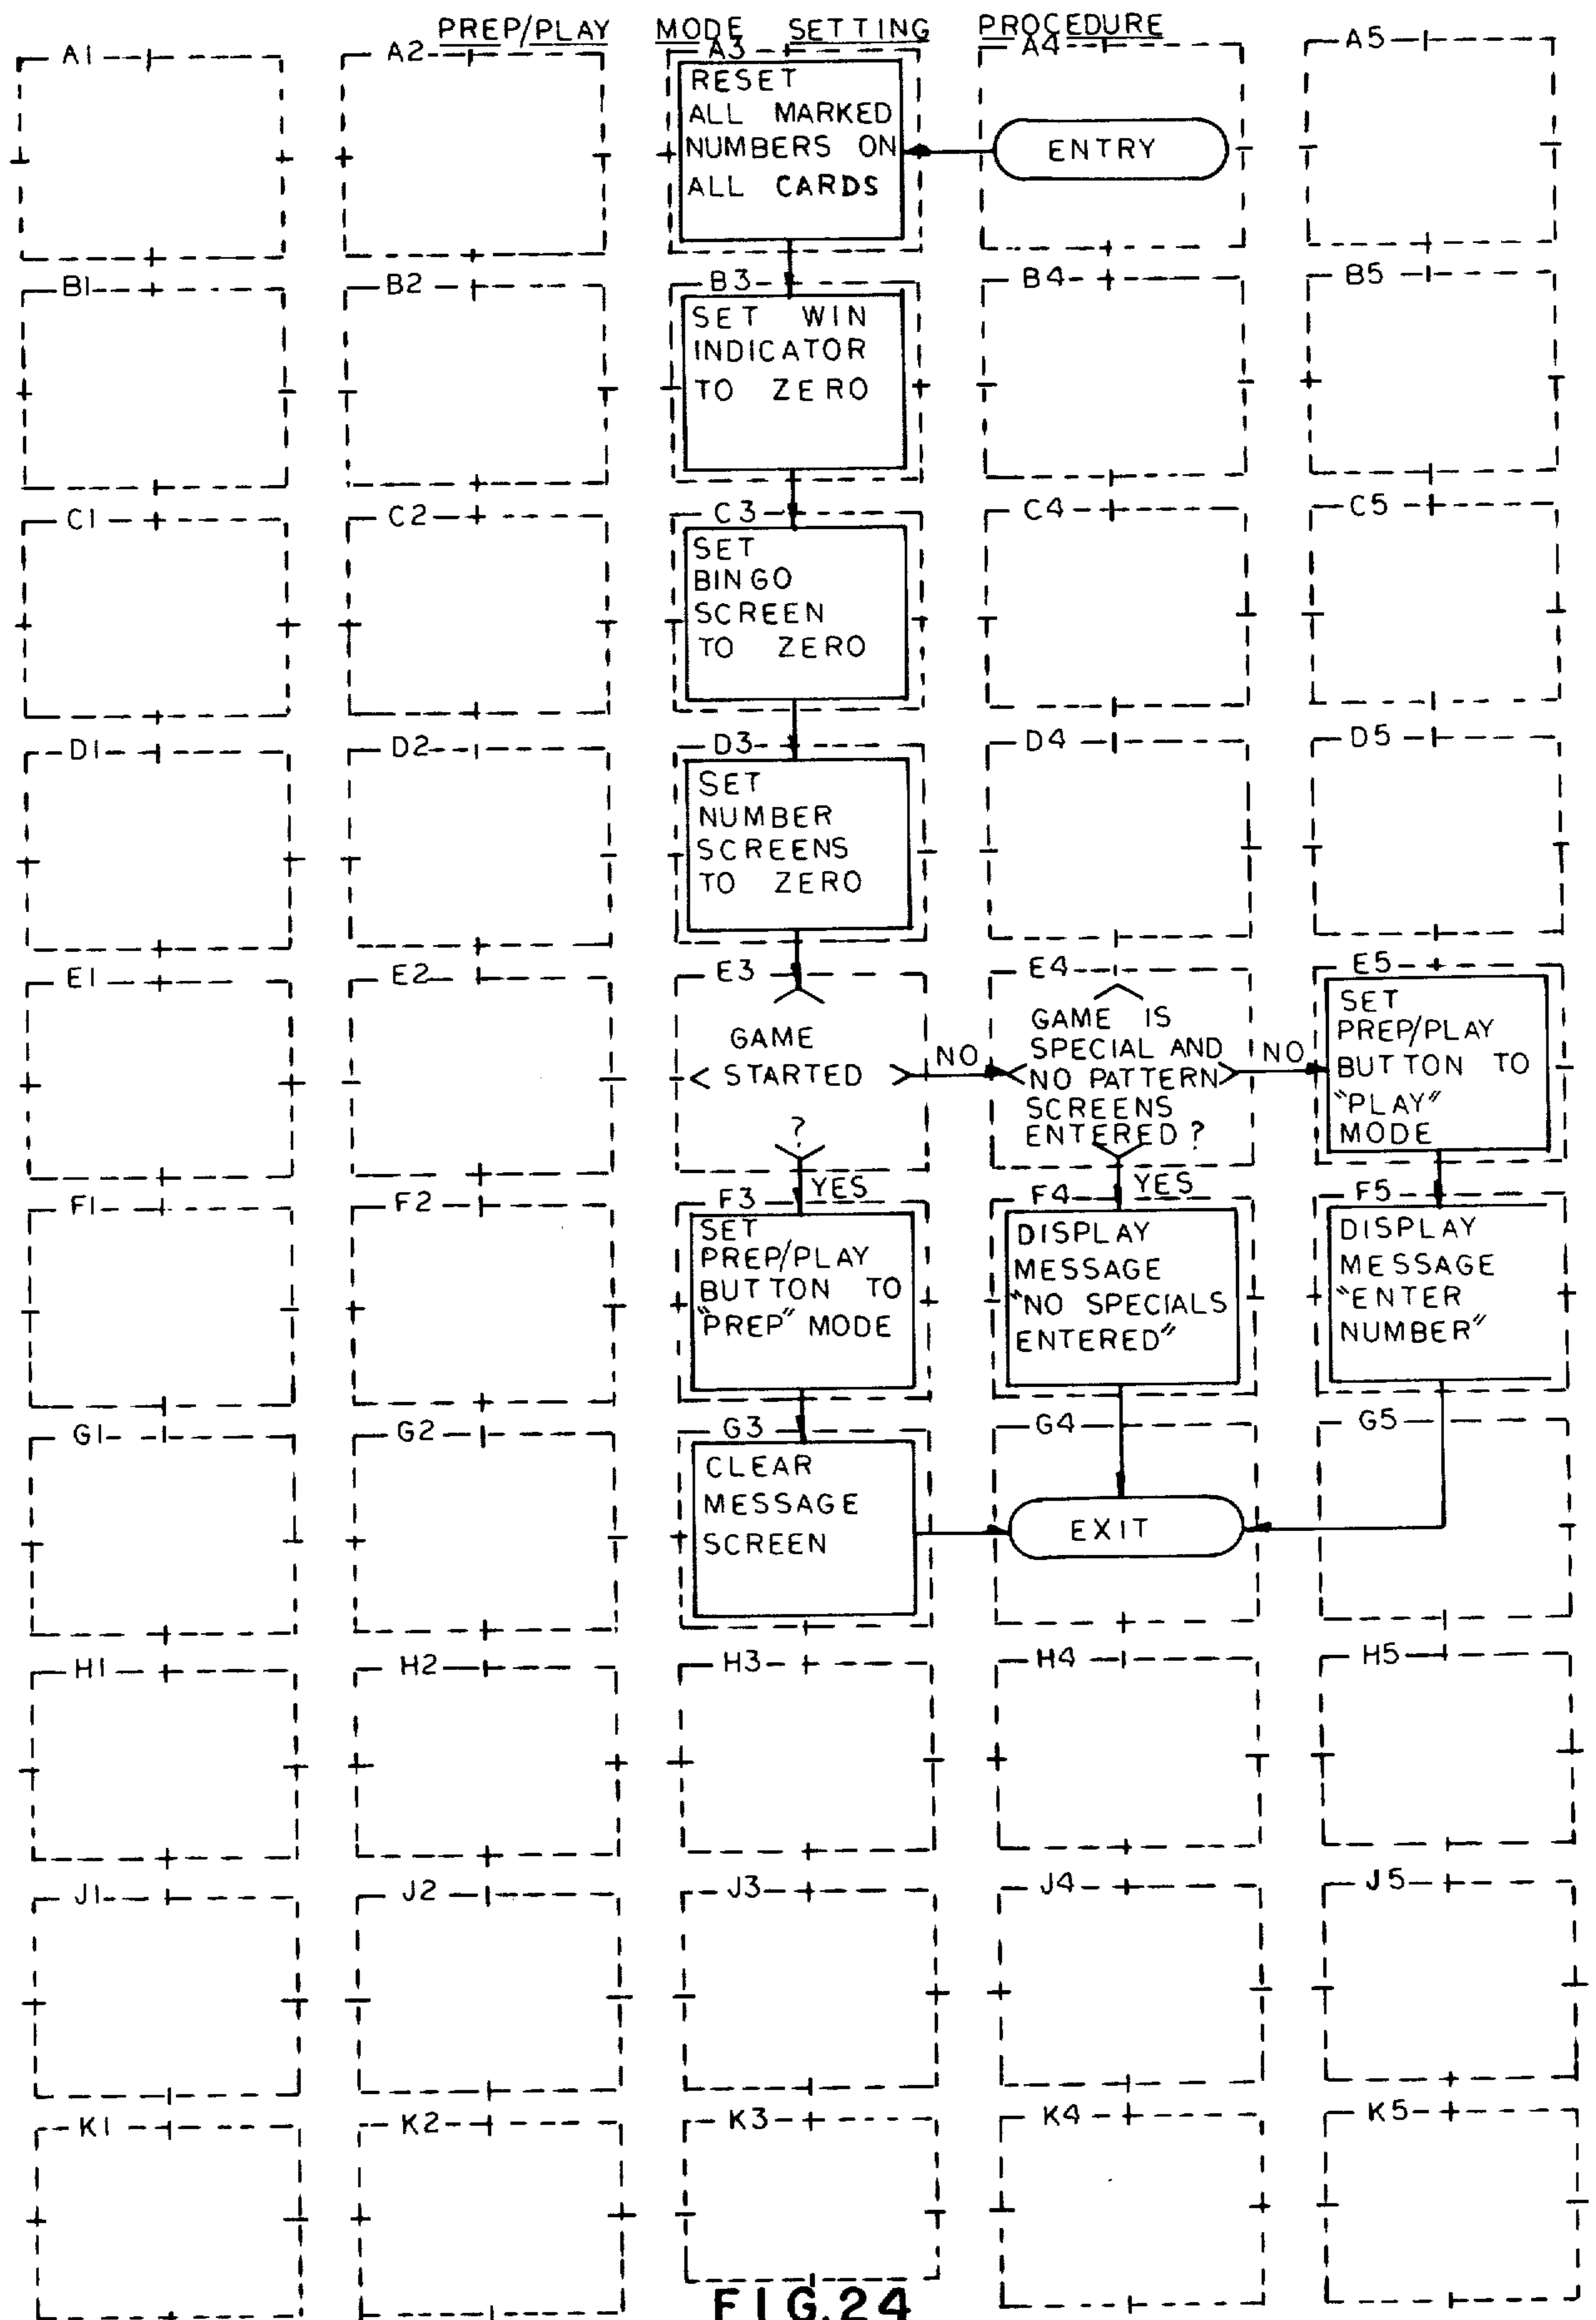 PREP/PLAY MODE SETTING PROCEDURE
A1
A2
A3
RESET
ALL MARKED
NUMBERS ON
ALL CARDS
A4
ENTRY
A5
B1
B2
B3
SET WIN
INDICATOR
TO ZERO
B4
B5
C1
C2
C3
SET
BINGO
SCREEN
TO ZERO
C4
C5
D1
D2
D3
SET
NUMBER
SCREENS
TO ZERO
D4
D5
E1
E2
E3
GAME
STARTED
?
NO
YES
E4
GAME IS
SPECIAL AND
NO PATTERN
SCREENS
ENTERED ?
NO
YES
E5
SET
PREP/PLAY
BUTTON TO
"PLAY"
MODE
F1
F2
F3
SET
PREP/PLAY
BUTTON TO
"PREP" MODE
F4
DISPLAY
MESSAGE
"NO SPECIALS
ENTERED"
F5
DISPLAY
MESSAGE
"ENTER
NUMBER"
G1
G2
G3
CLEAR
MESSAGE
SCREEN
G4
EXIT
G5
H1
H2
H3
H4
H5
J1
J2
J3
J4
J5
K1
K2
K3
K4
K5
FIG.24